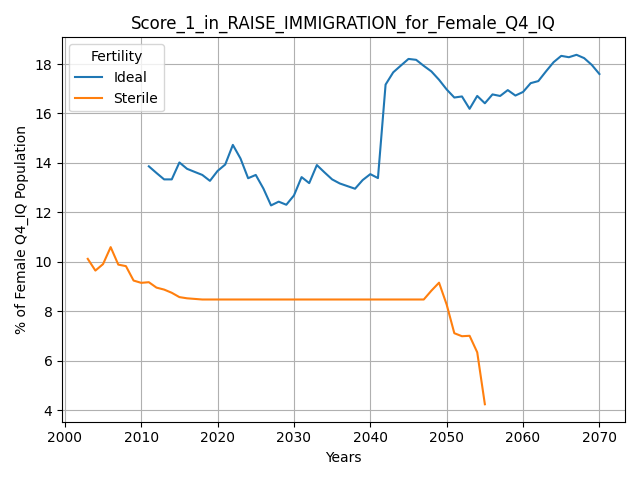 Score_1_in_RAISE_IMMIGRATION_for_Female_Q4_IQ
Fertility
Ideal
Sterile
% of Female Q4_IQ Population
18
16
14
12
10
8
6
4
2000 2010 2020 2030 2040 2050 2060 2070
Years